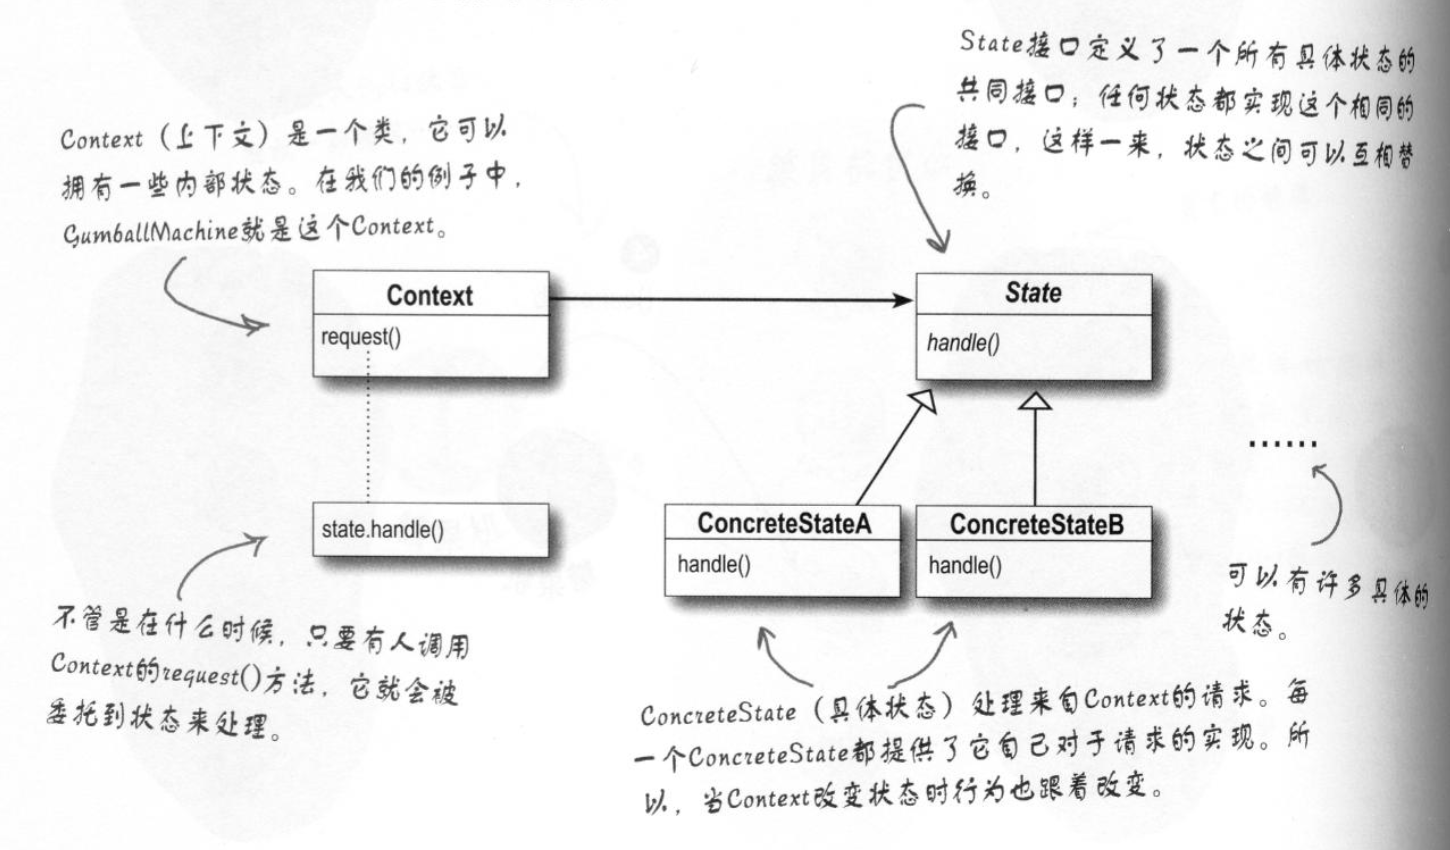 State接口定义了一个所有具体状态的
共同接口；任何状态都实现这个相同的
接口，这样一来，状态之间可以互相替
换。
Context（上下文）是一个类，它可以
拥有一些内部状态。在我们的例子中，
GumballMachine就是这个Context。
Context
request()
State
handle()
state.handle()
ConcreteStateA
handle()
ConcreteStateB
handle()
......
可以有许多具体的
状态。
不管是在什么时候，只要有人调用
Context的request()方法，它就会被
委托到状态来处理。
ConcreteState（具体状态）处理来自Context的请求。每
一个ConcreteState都提供了它自己对于请求的实现。所
以，当Context改变状态时行为也跟着改变。